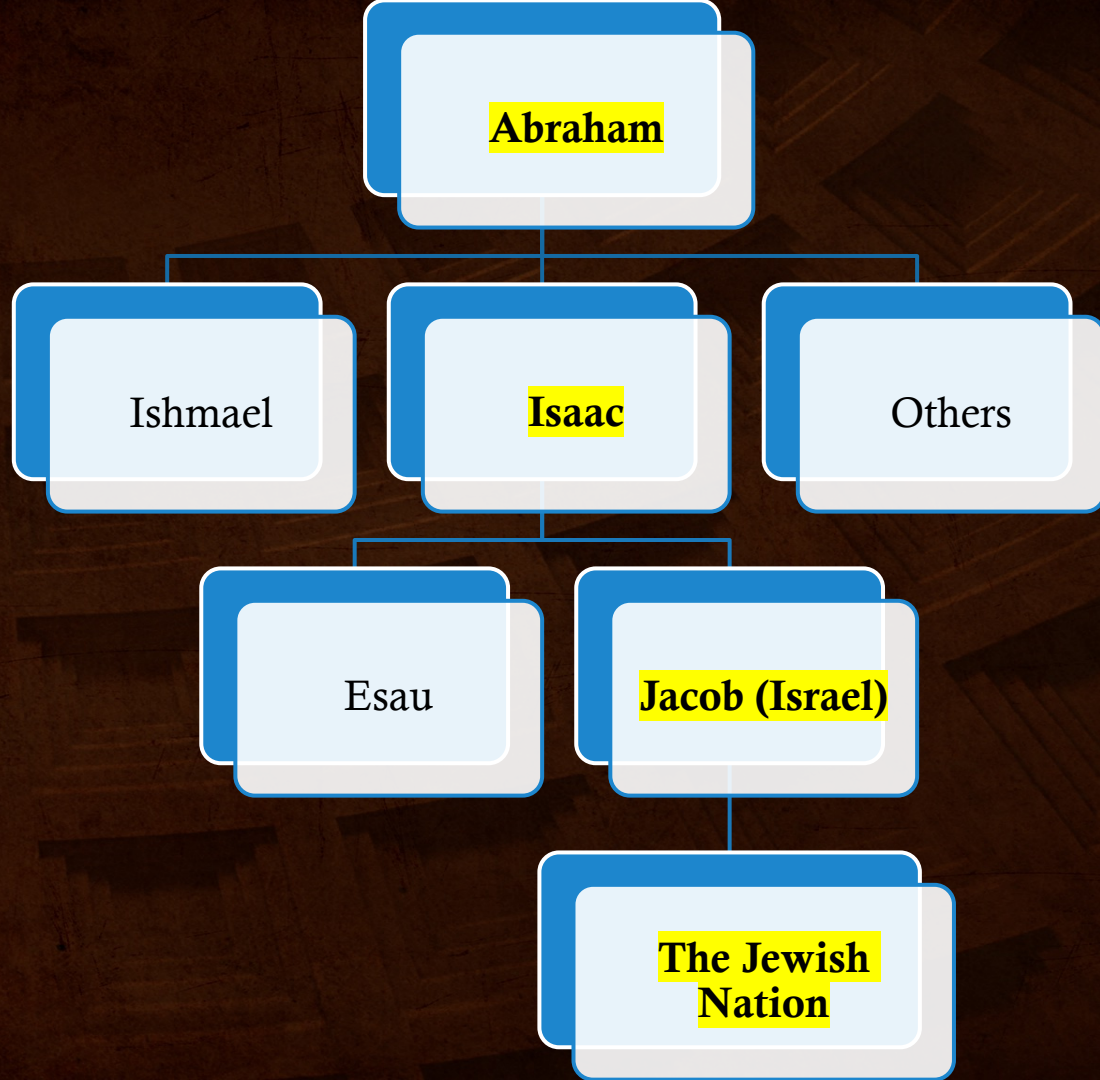 Abraham
Ishmael
Isaac
Others
Esau
Jacob (Israel)
The Jewish
Nation